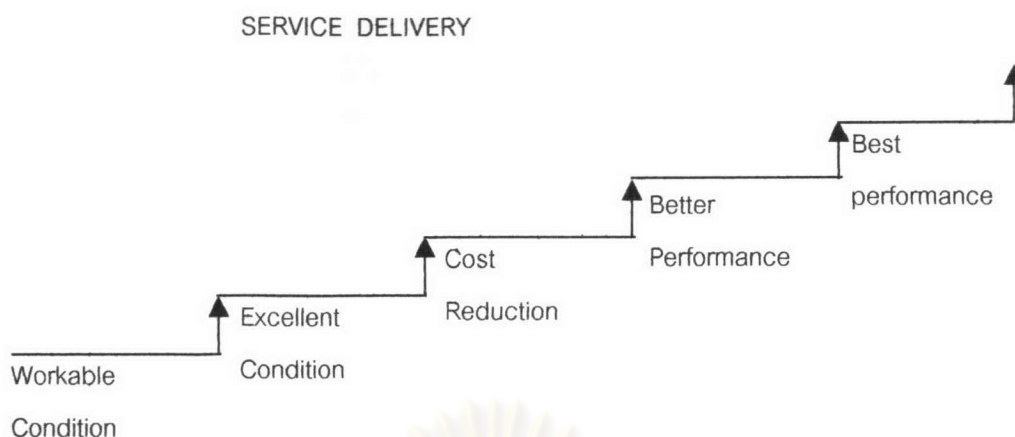 SERVICE DELIVERY
Best
performance
Better
Performance
Cost
Reduction
Excellent
Condition
Workable
Condition